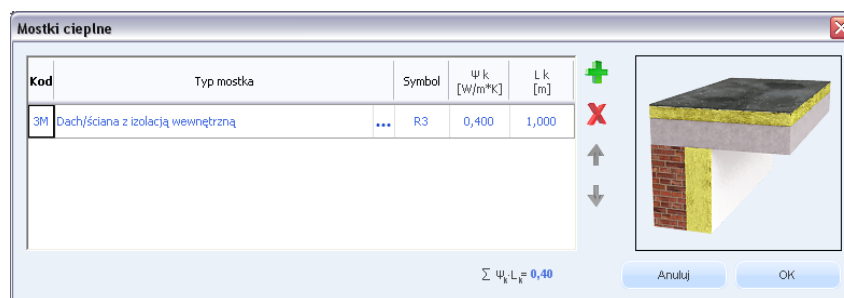 Mostki cieplne
Kod Typ mostka Symbol Ψ k [W/m*K] L k [m]
3M Dach/ściana z izolacją wewnętrzną ... R3 0,400 1,000
∑ Ψk·Lk= 0,40
Anuluj OK